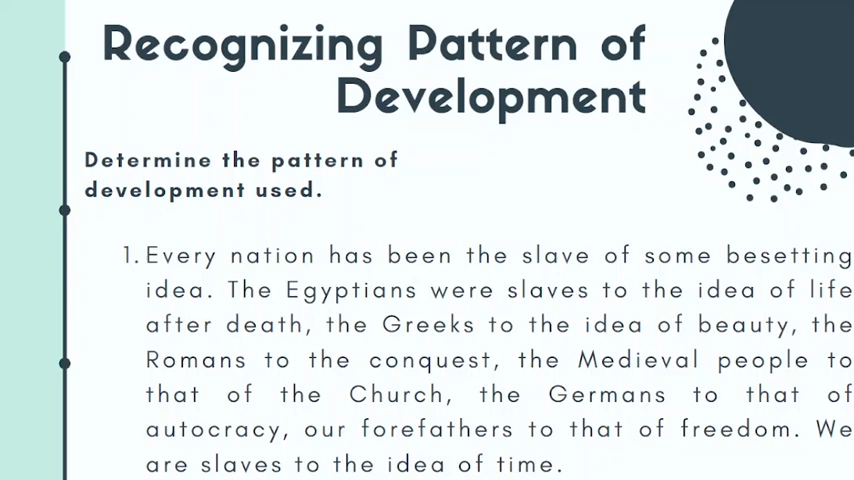 Recognizing Pattern of
Development
Determine the pattern of
development used.
1. Every nation has been the slave of some besetting
idea. The Egyptians were slaves to the idea of life
after death, the Greeks to the idea of beauty, the
Romans to the conquest, the Medieval people to
that of the Church, the Germans to that of
autocracy, our forefathers to that of freedom. We
are slaves to the idea of time.